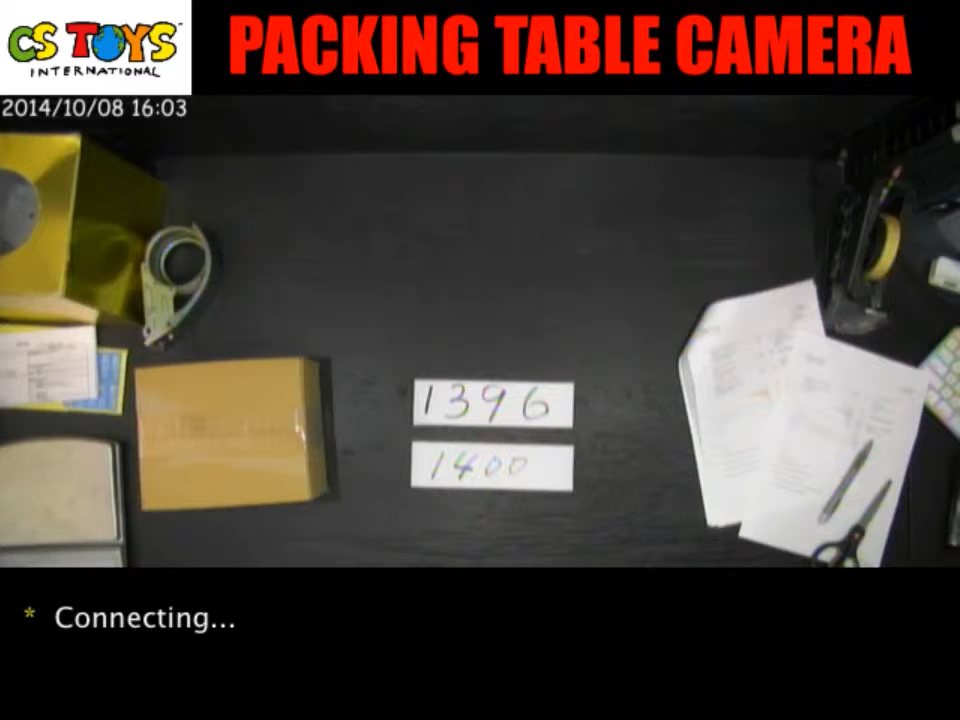 CS TOYS
INTERNATIONAL
PACKING TABLE CAMERA
2014/10/08 16:03
1396
1400
* Connecting...